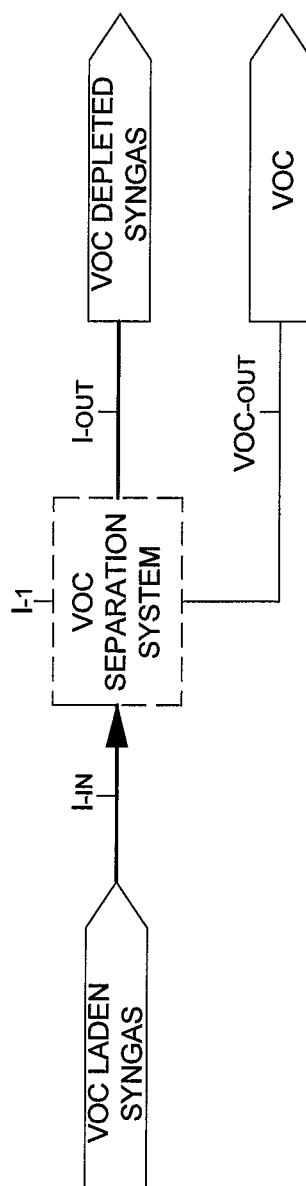 VOC LADEN
SYNGAS
I-IN
I-1
VOC
SEPARATION
SYSTEM
I-OUT
VOC DEPLETED
SYNGAS
VOC-OUT
VOC